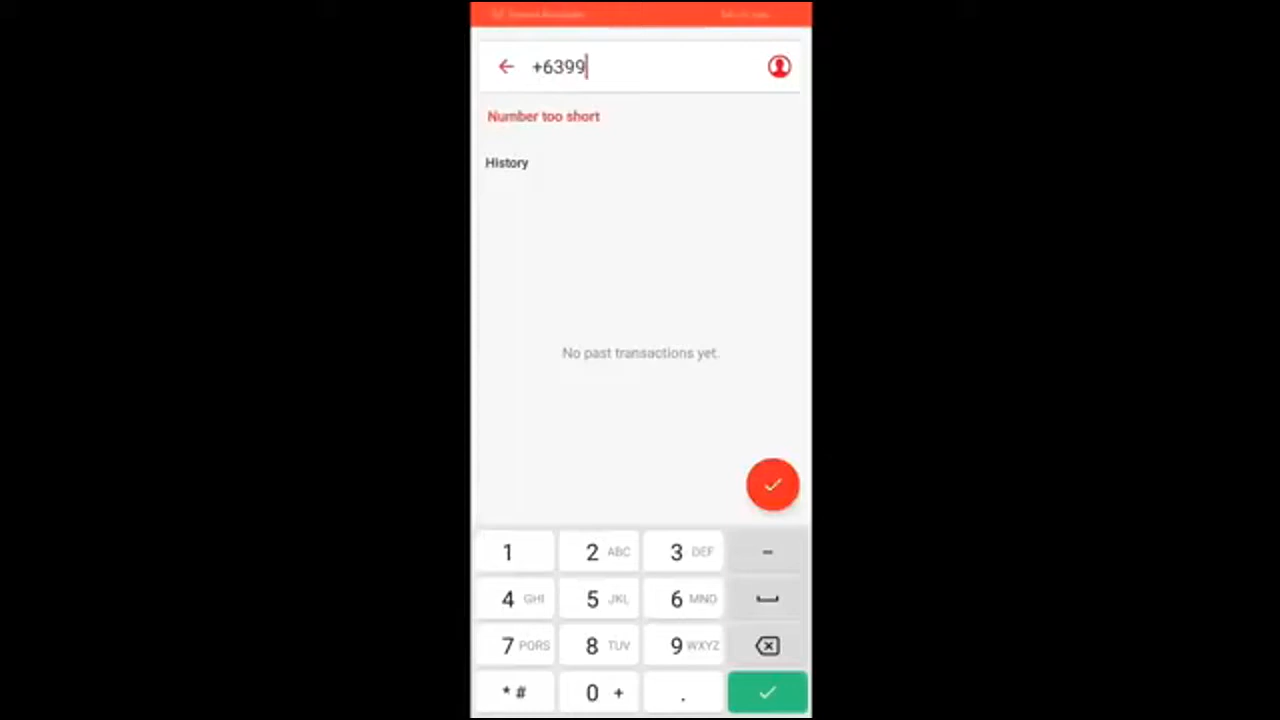 +6399
Number too short
History
No past transactions yet.
1 2 ABC 3 DEF -
4 GHI 5 JKL 6 MNO
7 PQRS 8 TUV 9 WXYZ
* # 0 + .